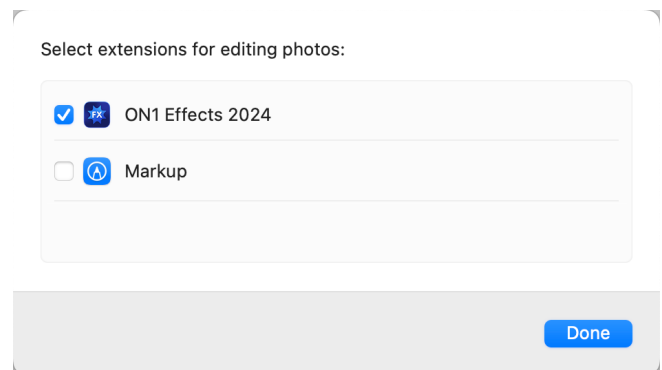 Select extensions for editing photos:
FX
ON1 Effects 2024
Markup
Done